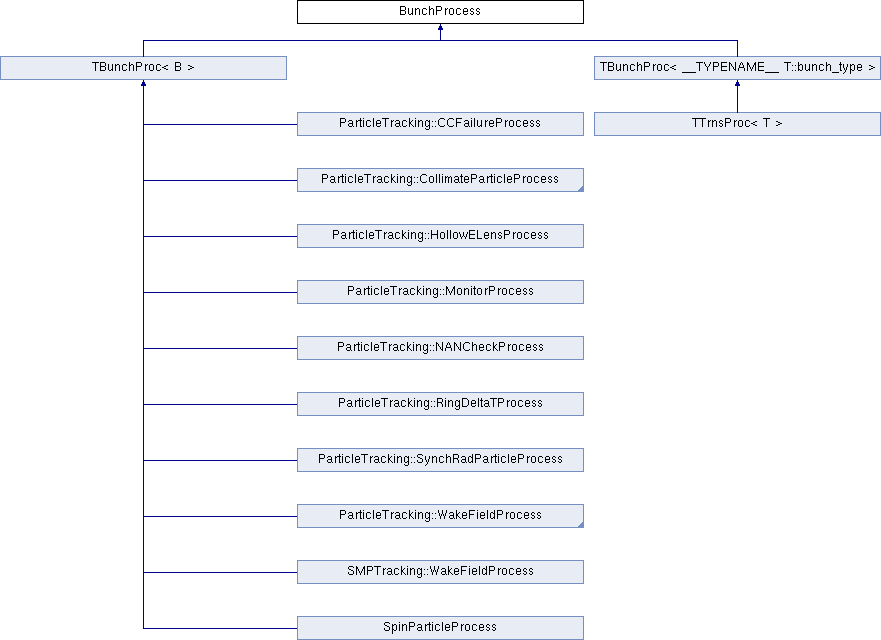 BunchProcess
TBunchProc< B >
TBunchProc< __TYPENAME__ T::bunch_type >
ParticleTracking::CCFailureProcess
TTrnsProc< T >
ParticleTracking::CollimateParticleProcess
ParticleTracking::HollowELensProcess
ParticleTracking::MonitorProcess
ParticleTracking::NANCheckProcess
ParticleTracking::RingDeltaTProcess
ParticleTracking::SynchRadParticleProcess
ParticleTracking::WakeFieldProcess
SMPTracking::WakeFieldProcess
SpinParticleProcess